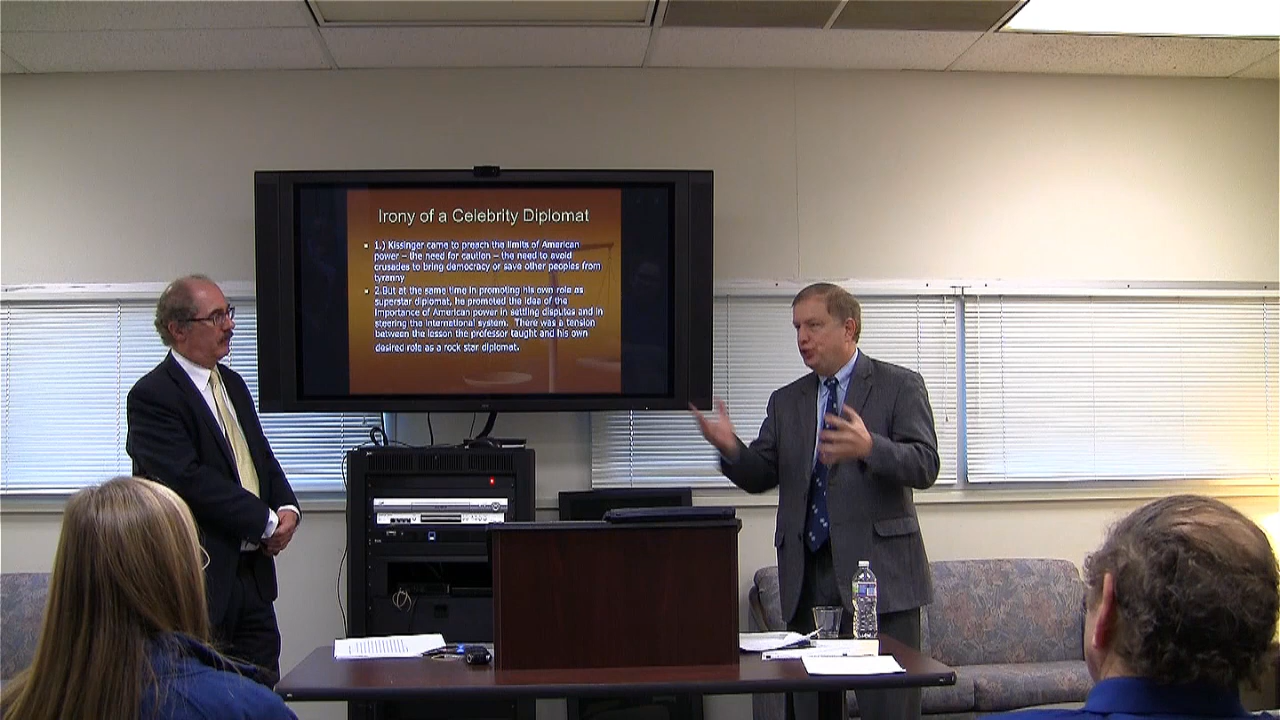 Irony of a Celebrity Diplomat
1.) Kissinger came to preach the limits of American
power – the need for caution – the need to avoid
crusades to bring democracy or save other peoples from
tyranny
2.But at the same time in promoting his own role as
superstar diplomat, he promoted the idea of the
importance of American power in settling disputes and in
steering the international system. There was a tension
between the lesson the professor taught and his own
desired role as a rock star diplomat.